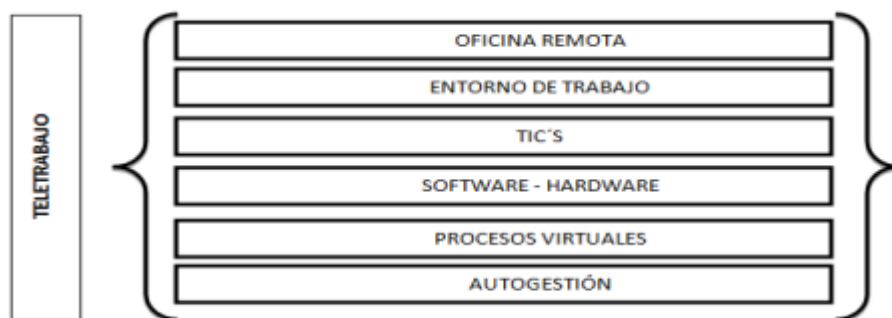 TELETRABAJO
OFICINA REMOTA
ENTORNO DE TRABAJO
TIC´S
SOFTWARE - HARDWARE
PROCESOS VIRTUALES
AUTOGESTIÓN